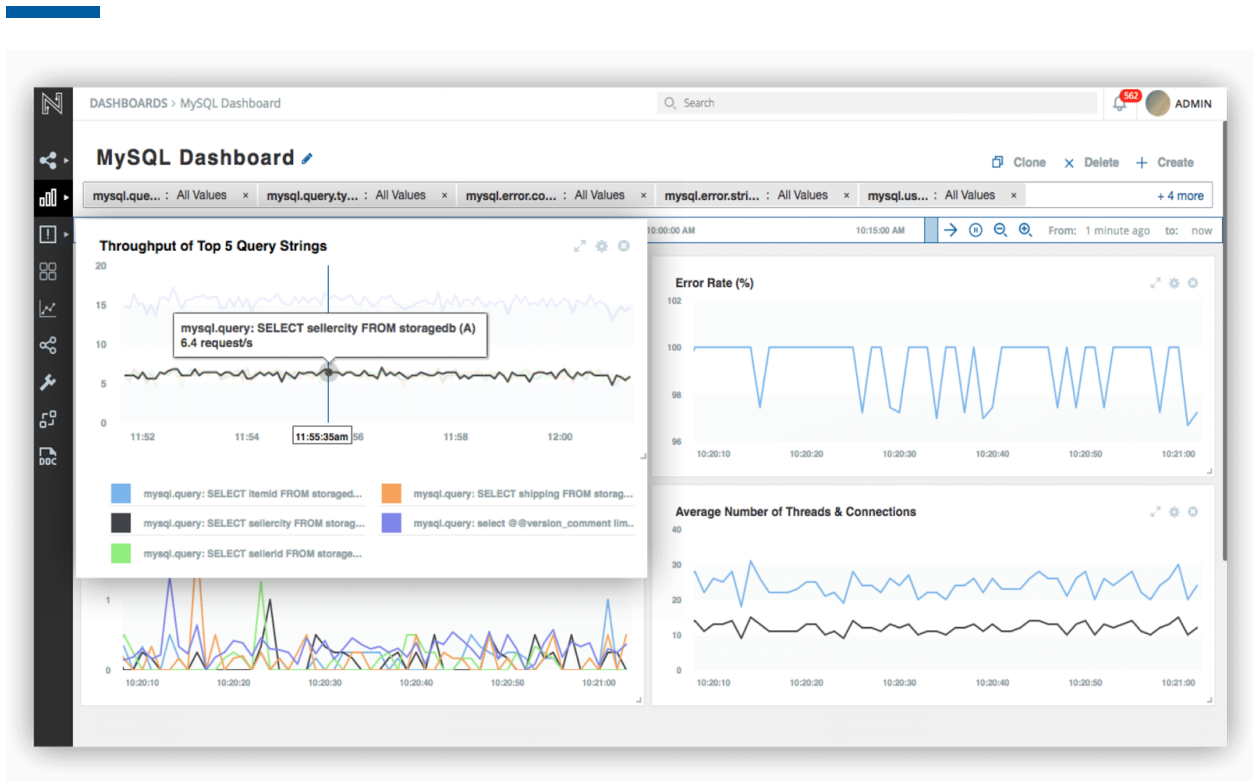 DASHBOARDS > MySQL Dashboard
Search
562
ADMIN
MySQL Dashboard
Clone
Delete
Create
mysql.que... : All Values ×
mysql.query.ty... : All Values ×
mysql.error.co... : All Values ×
mysql.error.stri... : All Values ×
mysql.us... : All Values ×
+ 4 more
10:00:00 AM
10:15:00 AM
From: 1 minute ago to: now
Throughput of Top 5 Query Strings
20
15
10
5
0
mysql.query: SELECT sellercity FROM storagedb (A)
6.4 request/s
11:52 11:54 11:55:35am 56 11:58 12:00
mysql.query: SELECT itemid FROM storaged...
mysql.query: SELECT shipping FROM storag...
mysql.query: SELECT sellercity FROM storag...
mysql.query: select @@version_comment lim..
mysql.query: SELECT sellerid FROM storage...
1
0
10:20:10 10:20:20 10:20:30 10:20:40 10:20:50 10:21:00
Error Rate (%)
102
100
98
96
10:20:10 10:20:20 10:20:30 10:20:40 10:20:50 10:21:00
Average Number of Threads & Connections
40
30
20
10
0
10:20:10 10:20:20 10:20:30 10:20:40 10:20:50 10:21:00
DOC